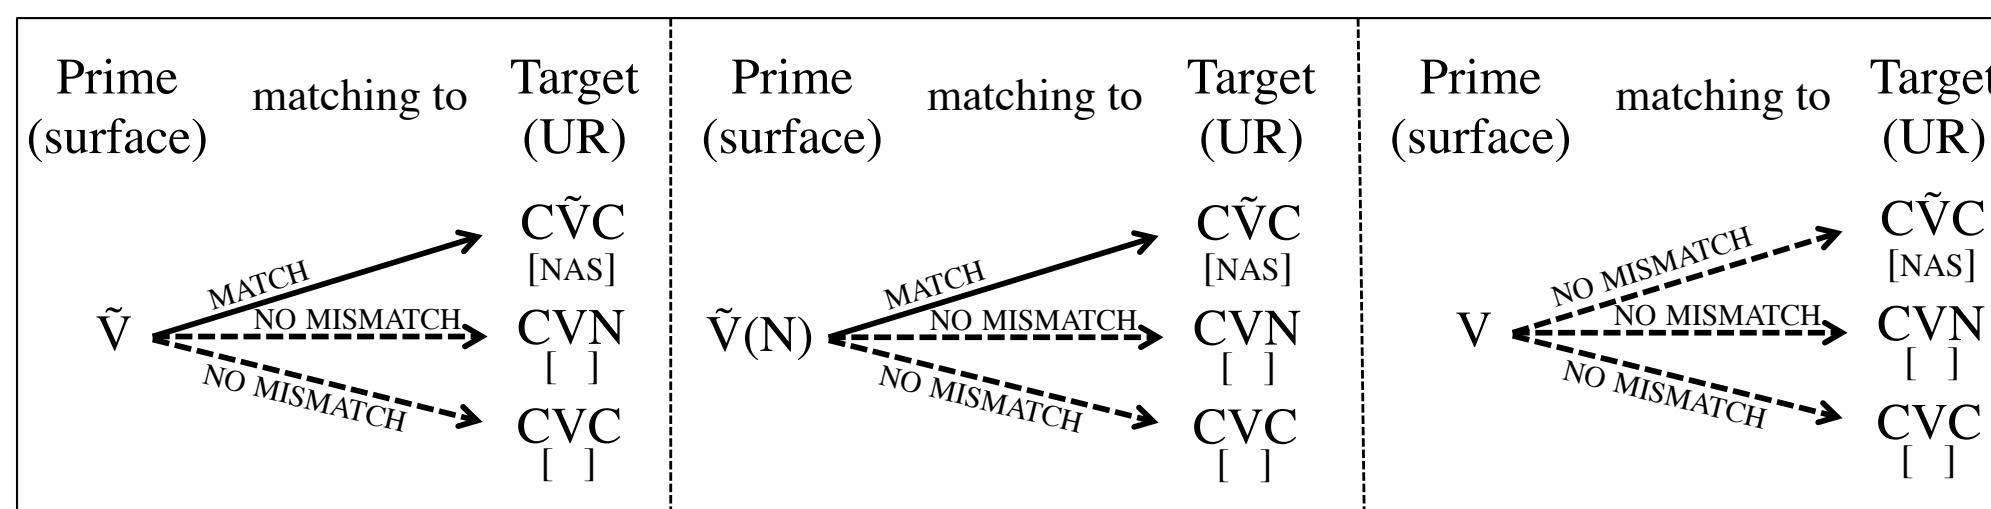 Prime
(surface)
matching to
Target
(UR)
CṼC
[NAS]
MATCH
Ṽ
NO MISMATCH
CVN
[ ]
NO MISMATCH
CVC
[ ]
Prime
(surface)
matching to
Target
(UR)
CṼC
[NAS]
MATCH
Ṽ(N)
NO MISMATCH
CVN
[ ]
NO MISMATCH
CVC
[ ]
Prime
(surface)
matching to
Target
(UR)
CṼC
[NAS]
NO MISMATCH
V
NO MISMATCH
CVN
[ ]
NO MISMATCH
CVC
[ ]